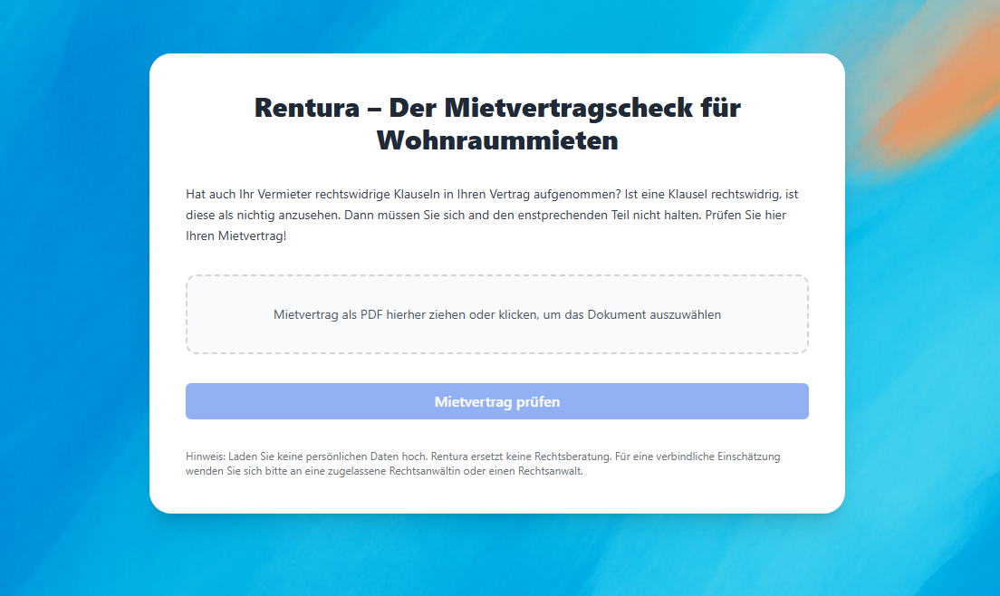 Rentura – Der Mietvertragscheck für
Wohnraummieten
Hat auch Ihr Vermieter rechtswidrige Klauseln in Ihren Vertrag aufgenommen? Ist eine Klausel rechtswidrig, ist
diese als nichtig anzusehen. Dann müssen Sie sich and den enstprechenden Teil nicht halten. Prüfen Sie hier
Ihren Mietvertrag!
Mietvertrag als PDF hierher ziehen oder klicken, um das Dokument auszuwählen
Mietvertrag prüfen
Hinweis: Laden Sie keine persönlichen Daten hoch. Rentura ersetzt keine Rechtsberatung. Für eine verbindliche Einschätzung
wenden Sie sich bitte an eine zugelassene Rechtsanwältin oder einen Rechtsanwalt.